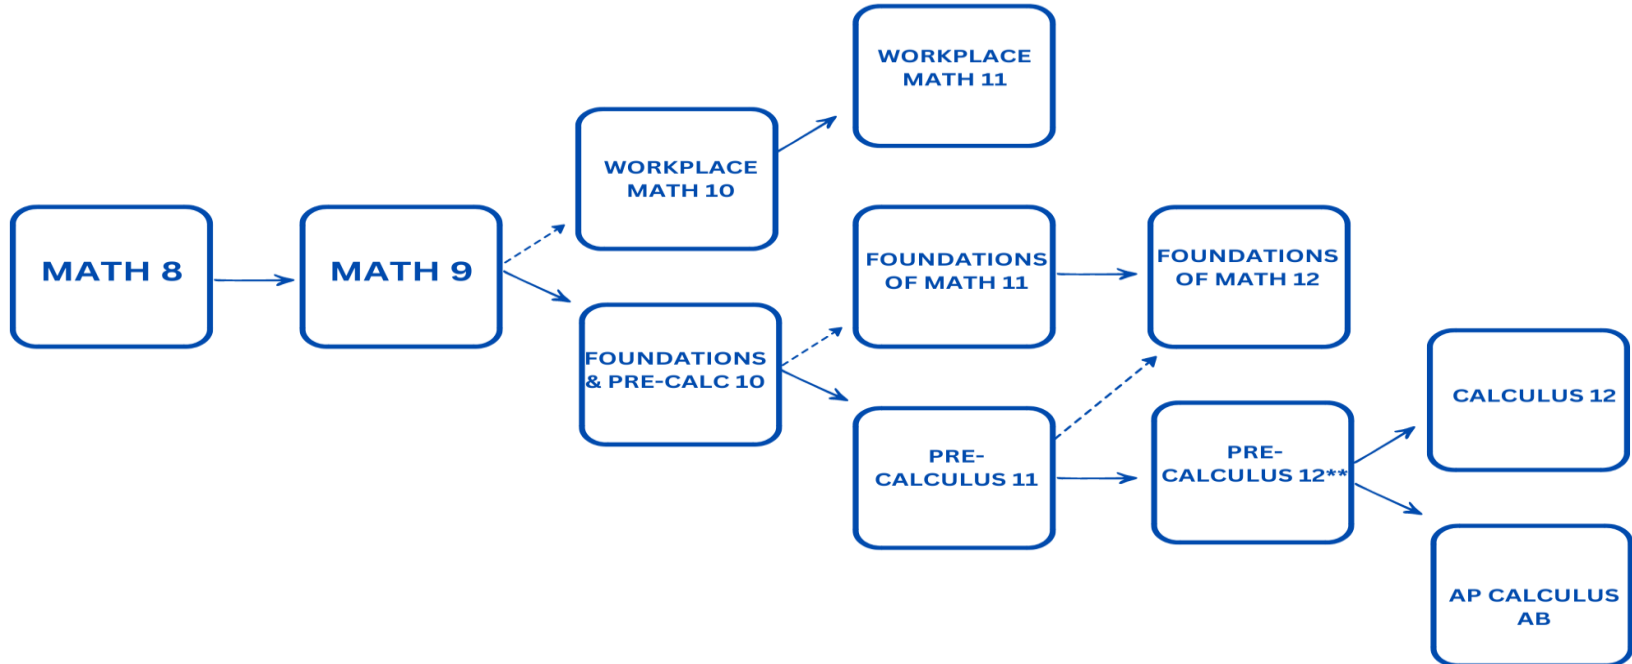 WORKPLACE
MATH 11
WORKPLACE
MATH 10
MATH 8
MATH 9
FOUNDATIONS
OF MATH 11
FOUNDATIONS
OF MATH 12
FOUNDATIONS
& PRE-CALC 10
PRE-
CALCULUS 11
PRE-
CALCULUS 12**
CALCULUS 12
AP CALCULUS
AB